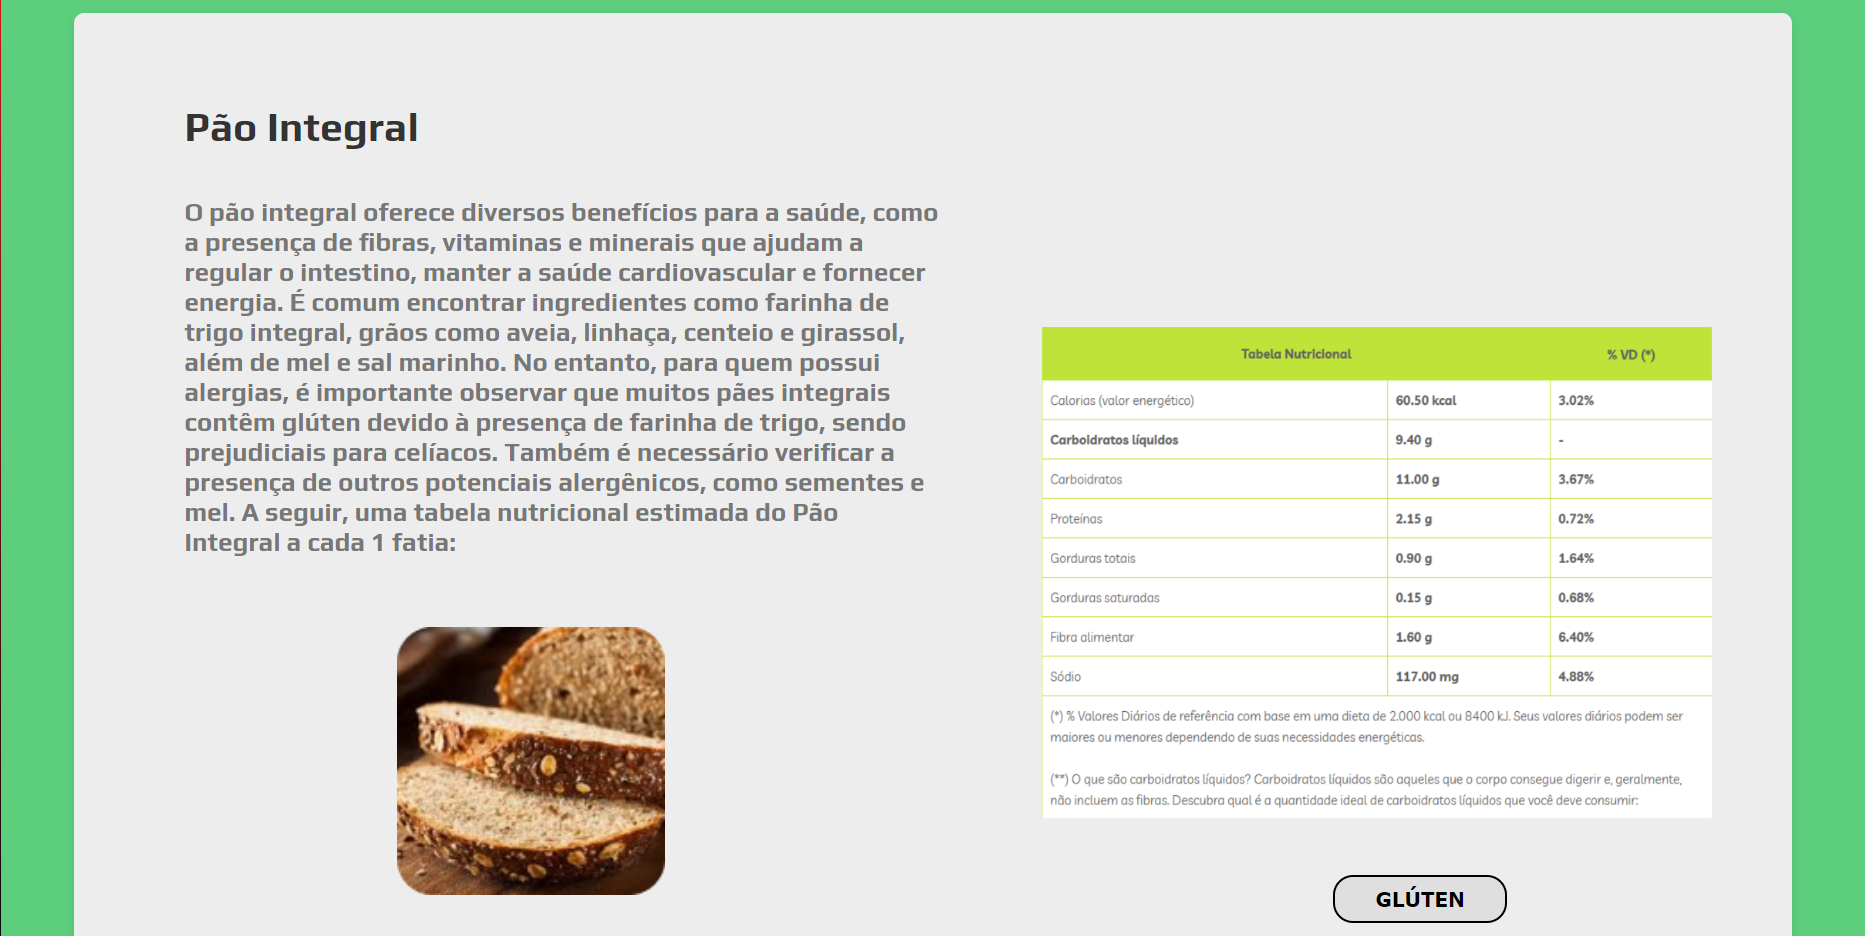 Pão Integral
O pão integral oferece diversos benefícios para a saúde, como
a presença de fibras, vitaminas e minerais que ajudam a
regular o intestino, manter a saúde cardiovascular e fornecer
energia. É comum encontrar ingredientes como farinha de
trigo integral, grãos como aveia, linhaça, centeio e girassol,
além de mel e sal marinho. No entanto, para quem possui
alergias, é importante observar que muitos pães integrais
contêm glúten devido à presença de farinha de trigo, sendo
prejudiciais para celíacos. Também é necessário verificar a
presença de outros potenciais alergênicos, como sementes e
mel. A seguir, uma tabela nutricional estimada do Pão
Integral a cada 1 fatia:
Tabela Nutricional % VD (*)
Calorias (valor energético) 60.50 kcal 3.02%
Carboidratos líquidos 9.40 g -
Carboidratos 11.00 g 3.67%
Proteínas 2.15 g 0.72%
Gorduras totais 0.90 g 1.64%
Gorduras saturadas 0.15 g 0.68%
Fibra alimentar 1.60 g 6.40%
Sódio 117.00 mg 4.88%
(*) % Valores Diários de referência com base em uma dieta de 2.000 kcal ou 8400 kJ. Seus valores diários podem ser
maiores ou menores dependendo de suas necessidades energéticas.
(**) O que são carboidratos líquidos? Carboidratos líquidos são aqueles que o corpo consegue digerir e, geralmente,
não incluem as fibras. Descubra qual é a quantidade ideal de carboidratos líquidos que você deve consumir:
GLÚTEN